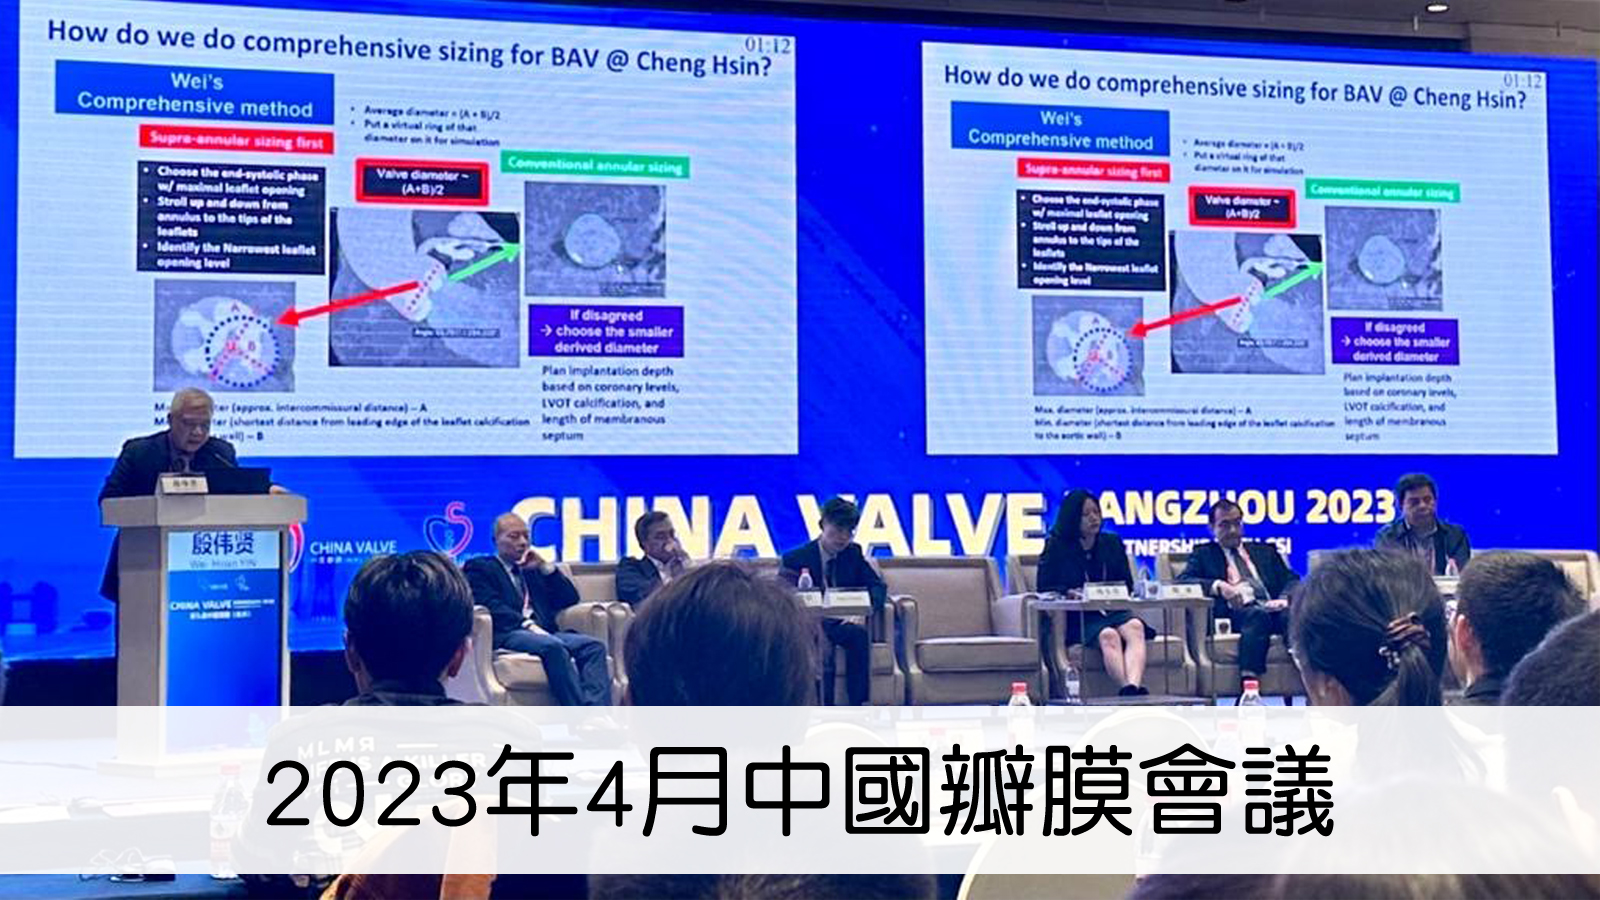 How do we do comprehensive sizing for BAV @ Cheng Hsin?
01:12
Wei's
Comprehensive method
Supra-annular sizing first
• Choose the end-systolic phase
w/ maximal leaflet opening
• Stroll up and down from
annulus to the tips of the
leaflets
• Identify the Narrowest leaflet
opening level
• Average diameter = (A + B)/2
• Put a virtual ring of that
diameter on it for simulation
Valve diameter ~
(A+B)/2
Conventional annular sizing
A
B
If disagreed
→ choose the smaller
derived diameter
Plan implantation depth
based on coronary levels,
LVOT calcification, and
length of membranous
septum
(approx. intercommissural distance) – A
(shortest distance from leading edge of the leaflet calcification
wall) – B
How do we do comprehensive sizing for BAV @ Cheng Hsin?
01:12
Wei's
Comprehensive method
Supra-annular sizing first
• Choose the end-systolic phase
w/ maximal leaflet opening
• Stroll up and down from
annulus to the tips of the
leaflets
• Identify the Narrowest leaflet
opening level
• Average diameter = (A + B)/2
• Put a virtual ring of that
diameter on it for simulation
Valve diameter ~
(A+B)/2
Conventional annular sizing
A
B
If disagreed
→ choose the smaller
derived diameter
Plan implantation depth
based on coronary levels,
LVOT calcification, and
length of membranous
septum
Max. diameter (approx. intercommissural distance) – A
Min. diameter (shortest distance from leading edge of the leaflet calcification
to the aortic wall) – B
CHINA VALVE
CHINA VALVE
ANGZHOU 2023
殷伟贤
Wei-Hsian YIN
CHINA VALVE
MLMR
2023年4月中國瓣膜會議